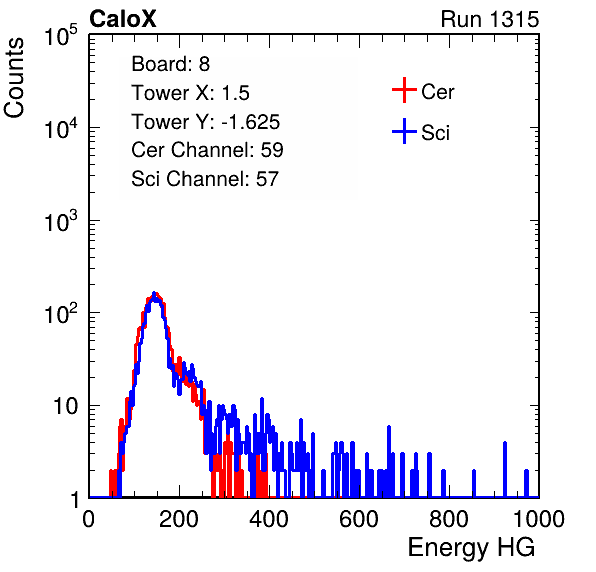 CaloX Run 1315
Counts
10^5
10^4
10^3
10^2
10
1
Board: 8
Tower X: 1.5
Tower Y: -1.625
Cer Channel: 59
Sci Channel: 57
Cer
Sci
0 200 400 600 800 1000
Energy HG